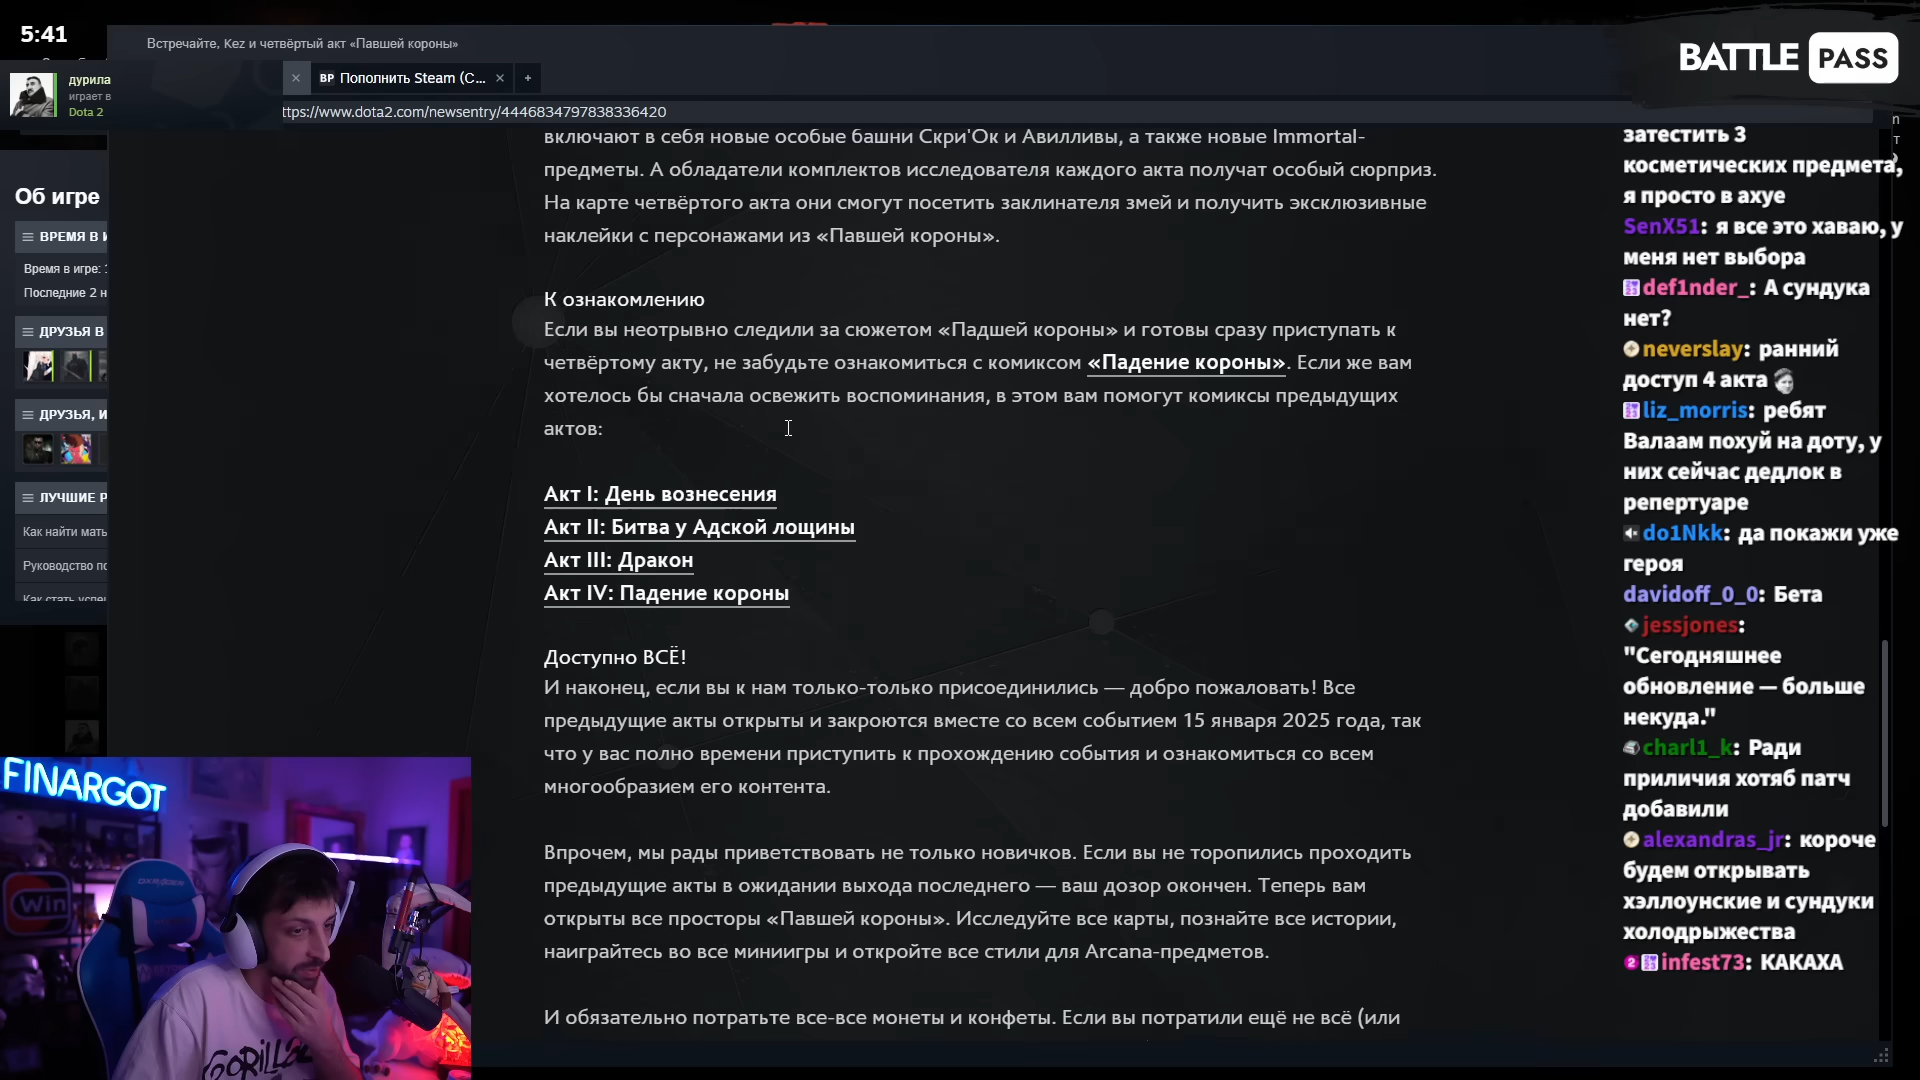 5:41
Встречайте, Kez и четвёртый акт «Павшей короны»
BATTLE PASS
дурила
играет в
Dota 2
× BP Пополнить Steam (С... × +
ttps://www.dota2.com/newsentry/4446834797838336420
Об игре
ВРЕМЯ В И
Время в игре:
Последние 2 н
ДРУЗЬЯ В
ДРУЗЬЯ, И
ЛУЧШИЕ Р
Как найти мать
Руководство по
Как стать успе
включают в себя новые особые башни Скри'Ок и Авилливы, а также новые Immortal-
предметы. А обладатели комплектов исследователя каждого акта получат особый сюрприз.
На карте четвёртого акта они смогут посетить заклинателя змей и получить эксклюзивные
наклейки с персонажами из «Павшей короны».
К ознакомлению
Если вы неотрывно следили за сюжетом «Падшей короны» и готовы сразу приступать к
четвёртому акту, не забудьте ознакомиться с комиксом «Падение короны». Если же вам
хотелось бы сначала освежить воспоминания, в этом вам помогут комиксы предыдущих
актов:
Акт I: День вознесения
Акт II: Битва у Адской лощины
Акт III: Дракон
Акт IV: Падение короны
Доступно ВСЁ!
И наконец, если вы к нам только-только присоединились — добро пожаловать! Все
предыдущие акты открыты и закроются вместе со всем событием 15 января 2025 года, так
что у вас полно времени приступить к прохождению события и ознакомиться со всем
многообразием его контента.
Впрочем, мы рады приветствовать не только новичков. Если вы не торопились проходить
предыдущие акты в ожидании выхода последнего — ваш дозор окончен. Теперь вам
открыты все просторы «Павшей короны». Исследуйте все карты, познайте все истории,
наиграйтесь во все миниигры и откройте все стили для Arcana-предметов.
И обязательно потратьте все-все монеты и конфеты. Если вы потратили ещё не всё (или
затестить 3
косметических предмета,
я просто в ахуе
SenX51: я все это хаваю, у
меня нет выбора
def1nder_: А сундука
нет?
neverslay: ранний
доступ 4 акта
liz_morris: ребят
Валаам похуй на доту, у
них сейчас дедлок в
репертуаре
do1Nkk: да покажи уже
героя
davidoff_0_0: Бета
jessjones:
"Сегодняшнее
обновление — больше
некуда."
charl1_k: Ради
приличия хотяб патч
добавили
alexandras_jr: короче
будем открывать
хэллоунские и сундуки
холодрыжества
infest73: КАКАХА
FINARGOT
Win
DXRACER
GORILLAZ